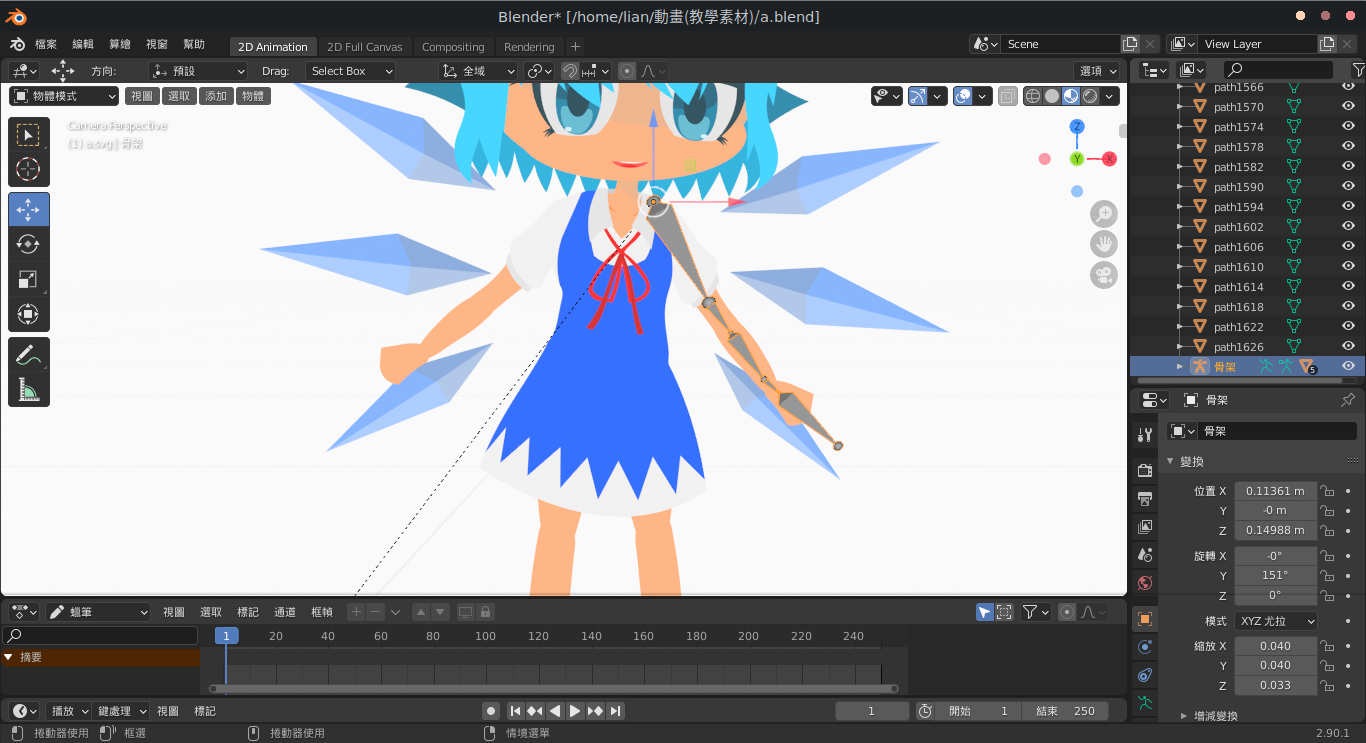 Blender* [/home/lian/動畫(教學素材)/a.blend]
檔案 編輯 算繪 視窗 幫助 2D Animation 2D Full Canvas Compositing Rendering + Scene View Layer
方向: 預設 Drag: Select Box 全域 選項
物體模式 視圖 選取 添加 物體
Camera Perspective
(1) a.svg | 骨架
Z
Y
X
path1566
path1570
path1574
path1578
path1582
path1590
path1594
path1602
path1606
path1610
path1614
path1618
path1622
path1626
骨架 5
骨架
骨架
變換
位置 X 0.11361 m
Y -0 m
Z 0.14988 m
旋轉 X -0°
Y 151°
Z 0°
模式 XYZ 尤拉
縮放 X 0.040
Y 0.040
Z 0.033
增減變換
蠟筆 視圖 選取 標記 通道 框幀
1 20 40 60 80 100 120 140 160 180 200 220 240
摘要
播放 鍵處理 視圖 標記 1 開始 1 結束 250
捲動器使用 框選 捲動器使用 情境選單 2.90.1